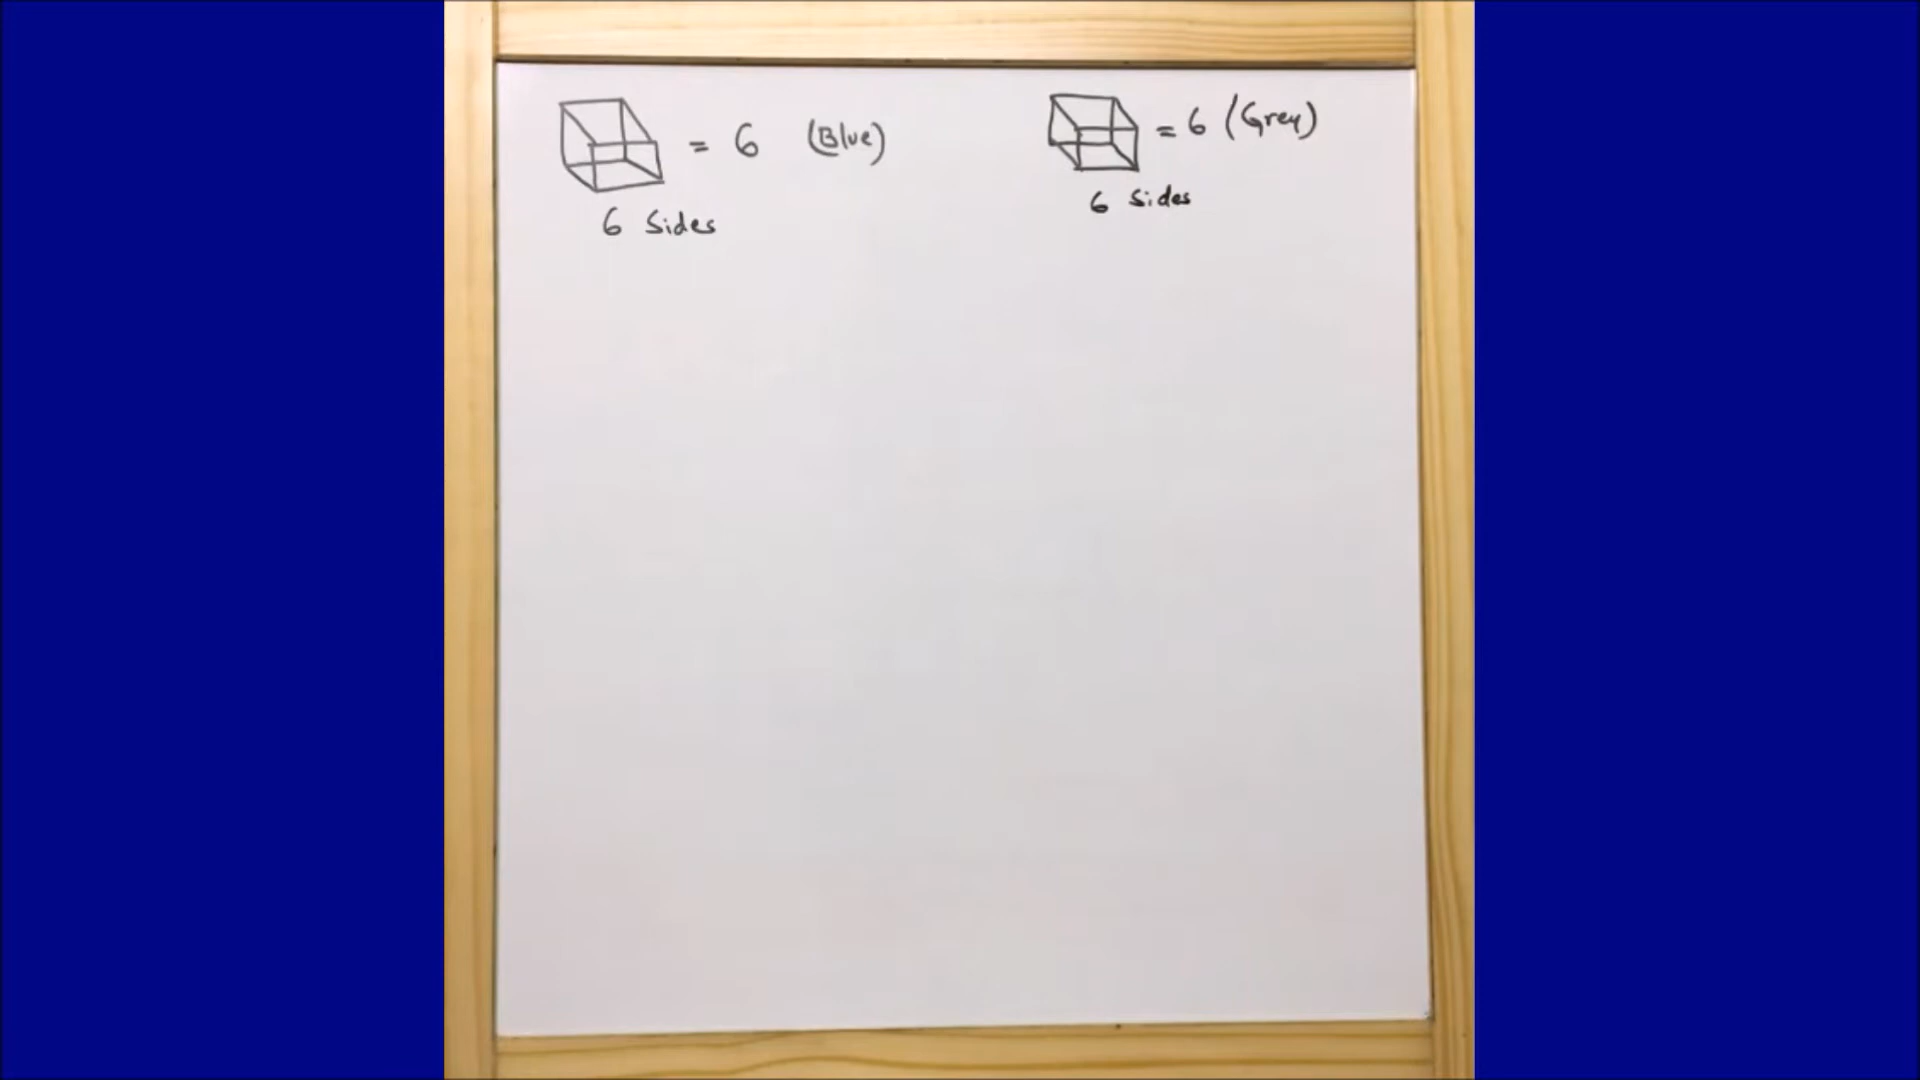 = 6 (Blue)
6 Sides
= 6 (Grey)
6 Sides